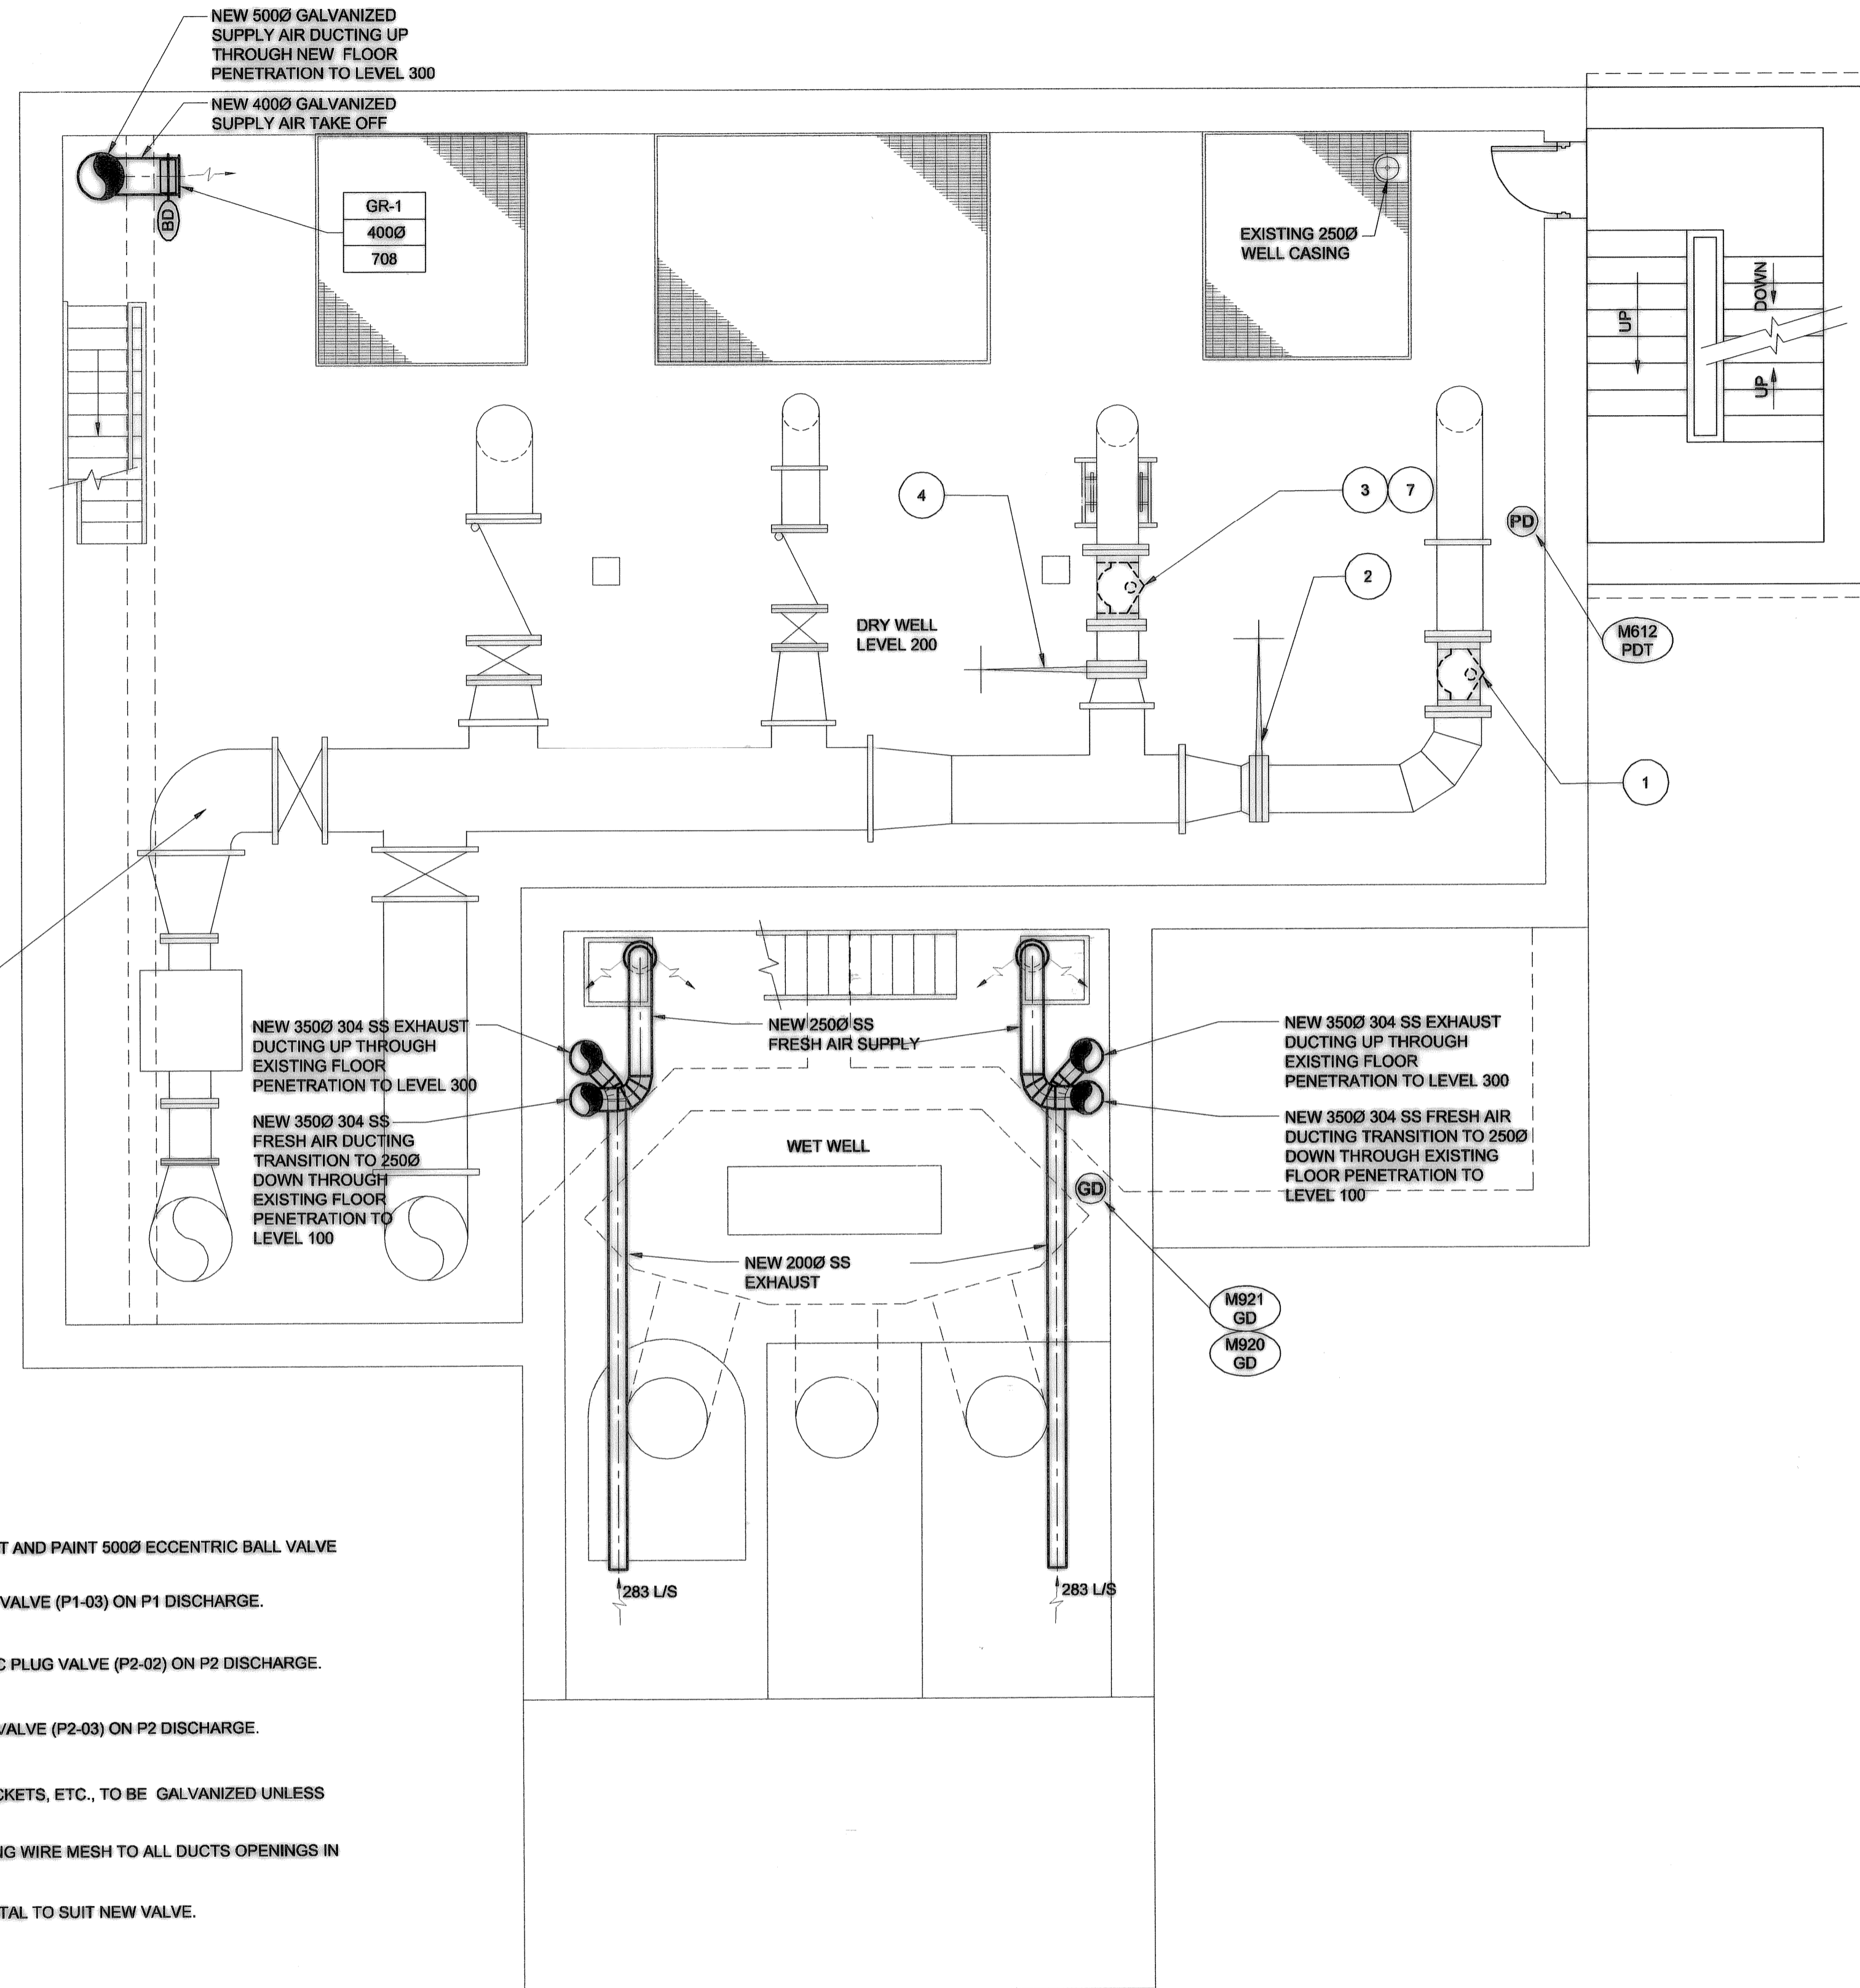 NEW 500Ø GALVANIZED
SUPPLY AIR DUCTING UP
THROUGH NEW FLOOR
PENETRATION TO LEVEL 300
NEW 400Ø GALVANIZED
SUPPLY AIR TAKE OFF
BD
GR-1
400Ø
708
EXISTING 250Ø
WELL CASING
UP
DOWN
UP
4
3
7
PD
2
DRY WELL
LEVEL 200
M612
PDT
1
NEW 350Ø 304 SS EXHAUST
DUCTING UP THROUGH
EXISTING FLOOR
PENETRATION TO LEVEL 300
NEW 350Ø 304 SS
FRESH AIR DUCTING
TRANSITION TO 250Ø
DOWN THROUGH
EXISTING FLOOR
PENETRATION TO
LEVEL 100
NEW 250Ø SS
FRESH AIR SUPPLY
NEW 350Ø 304 SS EXHAUST
DUCTING UP THROUGH
EXISTING FLOOR
PENETRATION TO LEVEL 300
NEW 350Ø 304 SS FRESH AIR
DUCTING TRANSITION TO 250Ø
DOWN THROUGH EXISTING
FLOOR PENETRATION TO
LEVEL 100
WET WELL
GD
NEW 200Ø SS
EXHAUST
M921
GD
M920
GD
283 L/S
283 L/S
T AND PAINT 500Ø ECCENTRIC BALL VALVE
VALVE (P1-03) ON P1 DISCHARGE.
C PLUG VALVE (P2-02) ON P2 DISCHARGE.
VALVE (P2-03) ON P2 DISCHARGE.
CKETS, ETC., TO BE GALVANIZED UNLESS
NG WIRE MESH TO ALL DUCTS OPENINGS IN
TAL TO SUIT NEW VALVE.